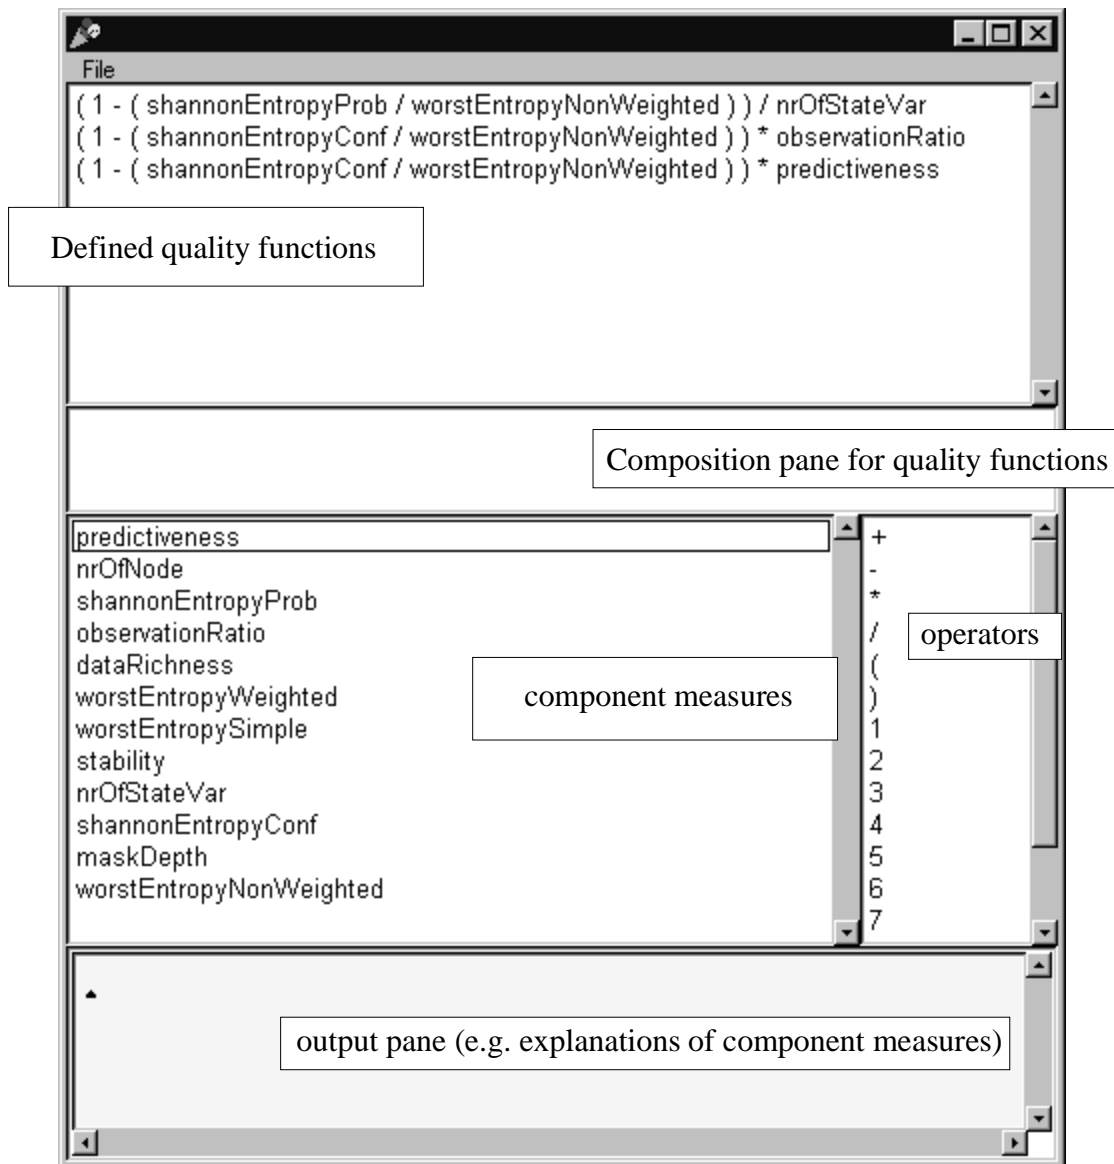 File
( 1 - ( shannonEntropyProb / worstEntropyNonWeighted ) ) / nrOfStateVar
( 1 - ( shannonEntropyConf / worstEntropyNonWeighted ) ) * observationRatio
( 1 - ( shannonEntropyConf / worstEntropyNonWeighted ) ) * predictiveness
Defined quality functions
Composition pane for quality functions
predictiveness
nrOfNode
shannonEntropyProb
observationRatio
dataRichness
worstEntropyWeighted
worstEntropySimple
stability
nrOfStateVar
shannonEntropyConf
maskDepth
worstEntropyNonWeighted
component measures
+
-
*
/
(
)
1
2
3
4
5
6
7
operators
output pane (e.g. explanations of component measures)